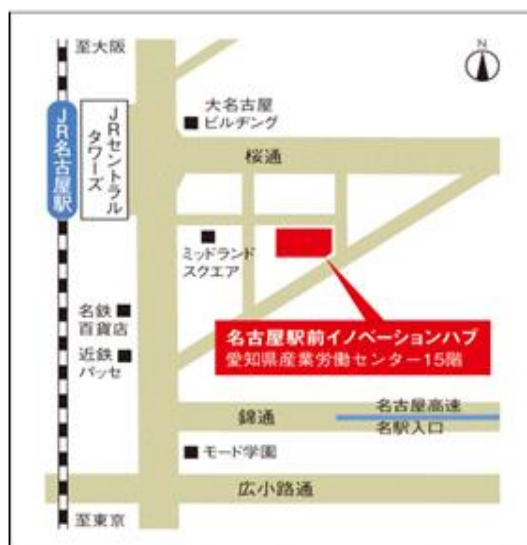 至大阪
N
大名古屋
ビルヂング
JR名古屋駅
JRセントラル
タワーズ
桜通
ミッドランド
スクエア
名鉄
百貨店
名古屋駅前イノベーションハブ
愛知県産業労働センター15階
近鉄
パッセ
名古屋高速
錦通
名駅入口
モード学園
広小路通
至東京